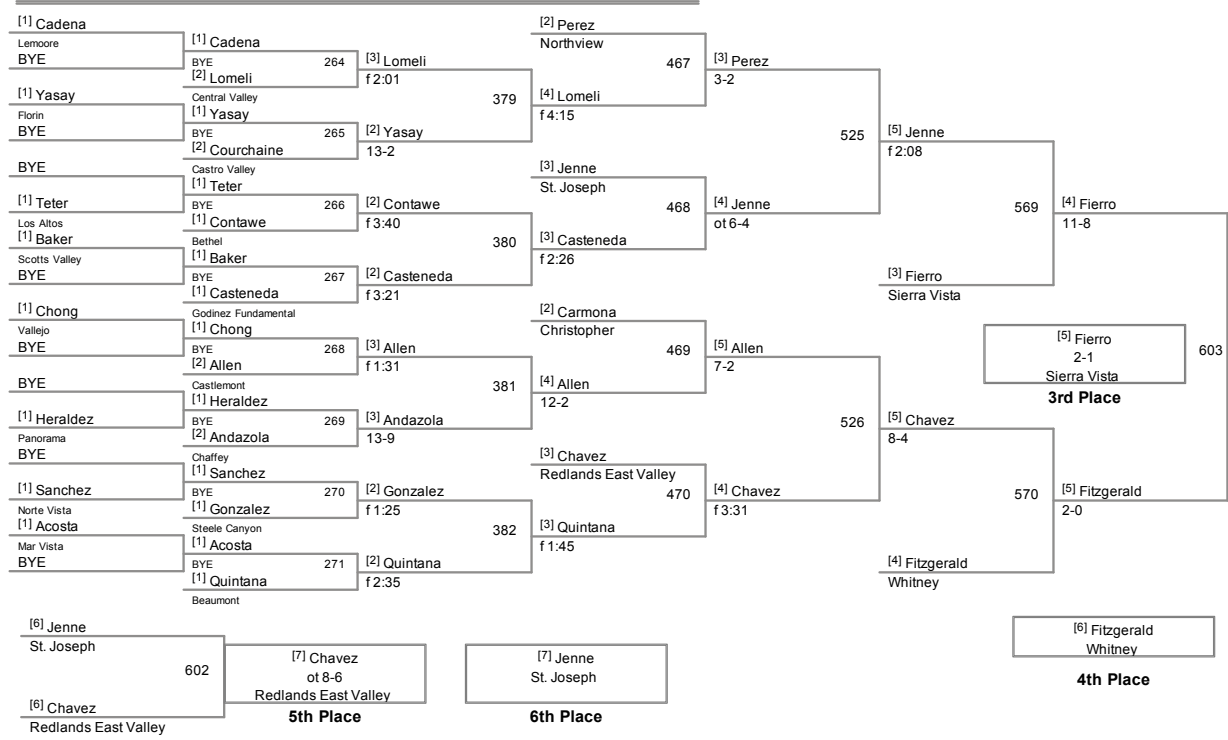 [1] Cadena
Lemoore
BYE
[1] Yasay
Florin
BYE
BYE
[1] Teter
Los Altos
[1] Baker
Scotts Valley
BYE
[1] Chong
Vallejo
BYE
BYE
[1] Heraldez
Panorama
BYE
[1] Sanchez
Norte Vista
[1] Acosta
Mar Vista
BYE
[1] Cadena
BYE 264
[2] Lomeli
Central Valley
[1] Yasay
BYE 265
[2] Courchaine
Castro Valley
[1] Teter
BYE 266
[1] Contawe
Bethel
[1] Baker
BYE 267
[1] Casteneda
Godinez Fundamental
[1] Chong
BYE 268
[2] Allen
Castlemont
[1] Heraldez
BYE 269
[2] Andazola
Chaffey
[1] Sanchez
BYE 270
[1] Gonzalez
Steele Canyon
[1] Acosta
BYE 271
[1] Quintana
Beaumont
[3] Lomeli
f 2:01
379
[2] Yasay
13-2
[2] Contawe
f 3:40
380
[2] Casteneda
f 3:21
[3] Allen
f 1:31
381
[3] Andazola
13-9
[2] Gonzalez
f 1:25
382
[2] Quintana
f 2:35
[2] Perez
Northview
467
[4] Lomeli
f 4:15
[3] Jenne
St. Joseph
468
[3] Casteneda
f 2:26
[2] Carmona
Christopher
469
[4] Allen
12-2
[3] Chavez
Redlands East Valley
470
[3] Quintana
f 1:45
[3] Perez
3-2
525
[4] Jenne
ot 6-4
[5] Allen
7-2
526
[4] Chavez
f 3:31
[5] Jenne
f 2:08
569
[3] Fierro
Sierra Vista
[5] Chavez
8-4
570
[4] Fitzgerald
Whitney
[4] Fierro
11-8
603
[5] Fitzgerald
2-0
[5] Fierro
2-1
Sierra Vista
3rd Place
[6] Fitzgerald
Whitney
4th Place
[6] Jenne
St. Joseph
602
[6] Chavez
Redlands East Valley
[7] Chavez
ot 8-6
Redlands East Valley
5th Place
[7] Jenne
St. Joseph
6th Place